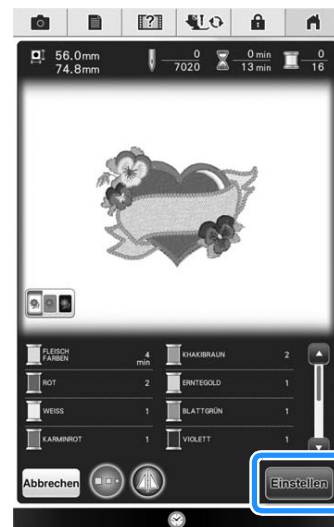 56.0mm
74.8mm
0
7020
0 min
13 min
0
16
FLEISCH
FARBEN
4
min
KHAKIBRAUN
2
ROT
2
ERNTEGOLD
1
WEISS
1
BLATTGRÜN
1
KARMINROT
1
VIOLETT
1
Abbrechen
Einstellen